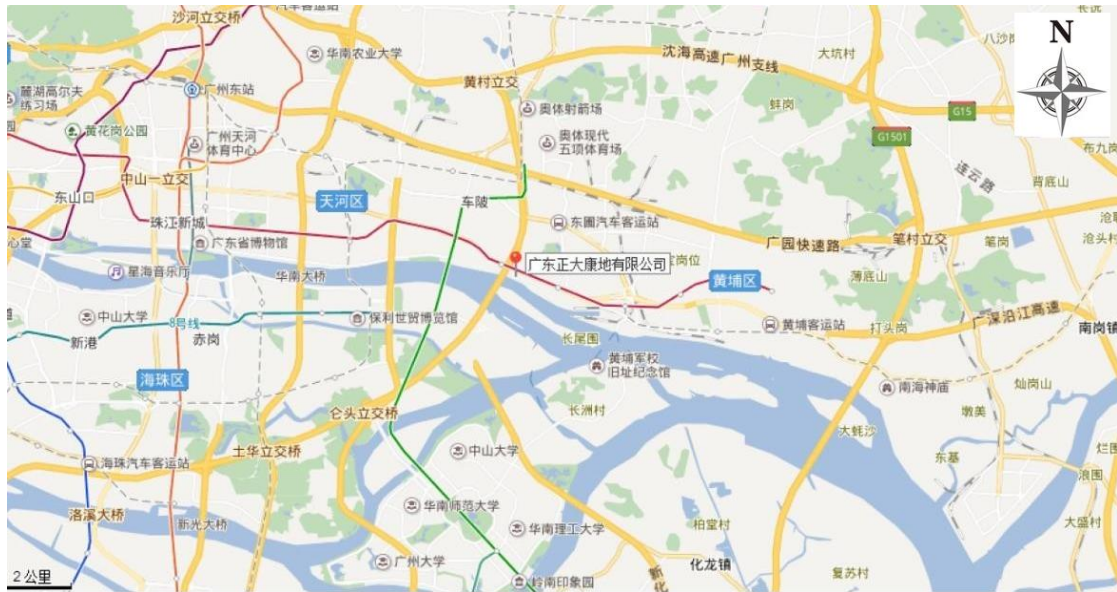 沙河立交桥
华南农业大学
黄村立交
沈海高速广州支线
大坑村
八沙岗
N
麓湖高尔夫
练习场
广州东站
奥体射箭场
蚌岗
G15
G1501
黄花岗公园
广州天河
体育中心
奥体现代
五项体育场
布九岗
连云路
背底山
中山一立交
东山口
天河区
车陂
沧联
珠江新城
东圃汽车客运站
广园快速路
笔村立交
笔岗
沧头村
心堂
广东省博物馆
广东正大康地有限公司
岗位
星海音乐厅
华南大桥
黄埔区
薄底山
广深沿江高速
中山大学
8号线
保利世贸博览馆
黄埔客运站
打头岗
南岗镇
新港
赤岗
长尾围
黄埔军校
旧址纪念馆
海珠区
南海神庙
灿岗山
仑头立交桥
长洲村
墩美
大蚝沙
土华立交桥
中山大学
烂围
海珠汽车客运站
东基
浪围
洛溪大桥
新光大桥
华南师范大学
华南理工大学
柏堂村
大盛村
广州大学
化龙镇
2 公里
岭南印象园
新化
复苏村